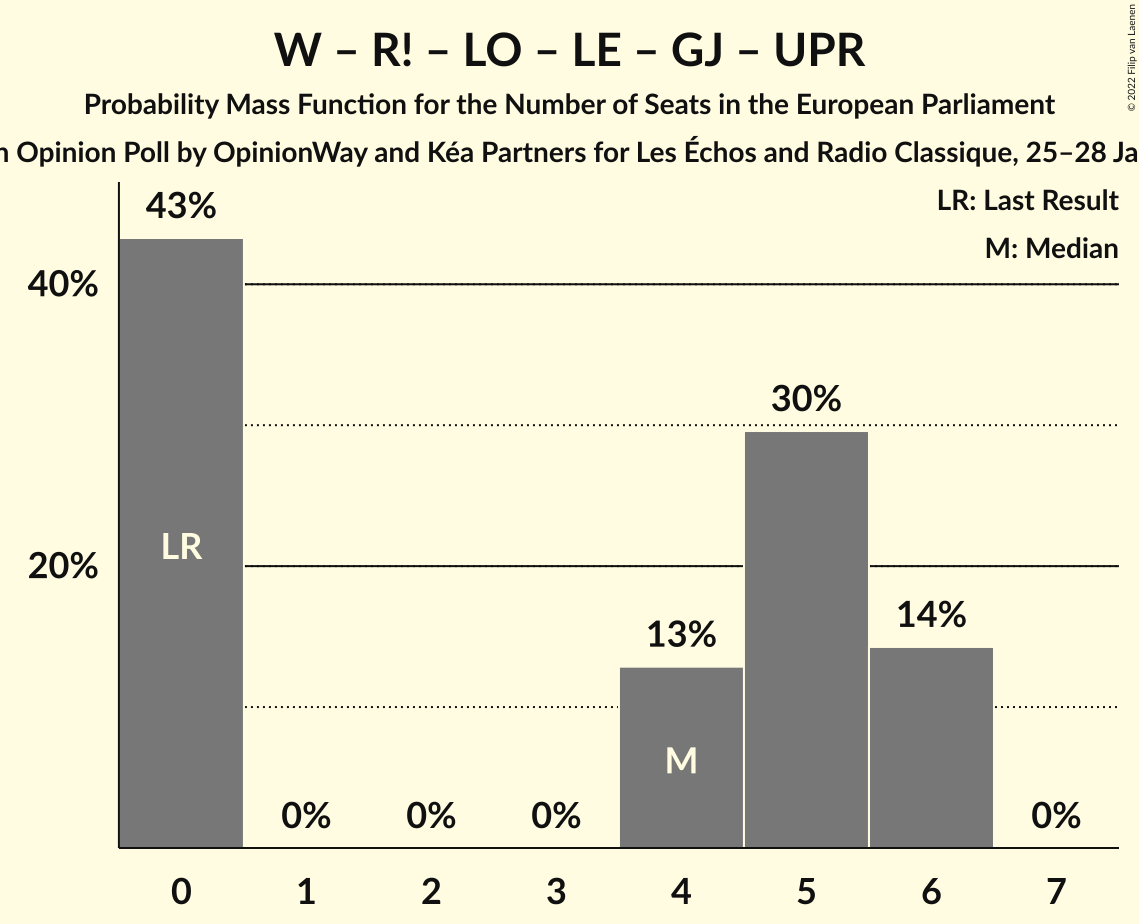 W – R! – LO – LE – GJ – UPR
Probability Mass Function for the Number of Seats in the European Parliament
Opinion Poll by OpinionWay and Kéa Partners for Les Échos and Radio Classique, 25–28
© 2022 Filip van Laenen
LR: Last Result
M: Median
43%
40%
30%
LR
20%
14%
13%
M
0% 0% 0% 0%
0 1 2 3 4 5 6 7